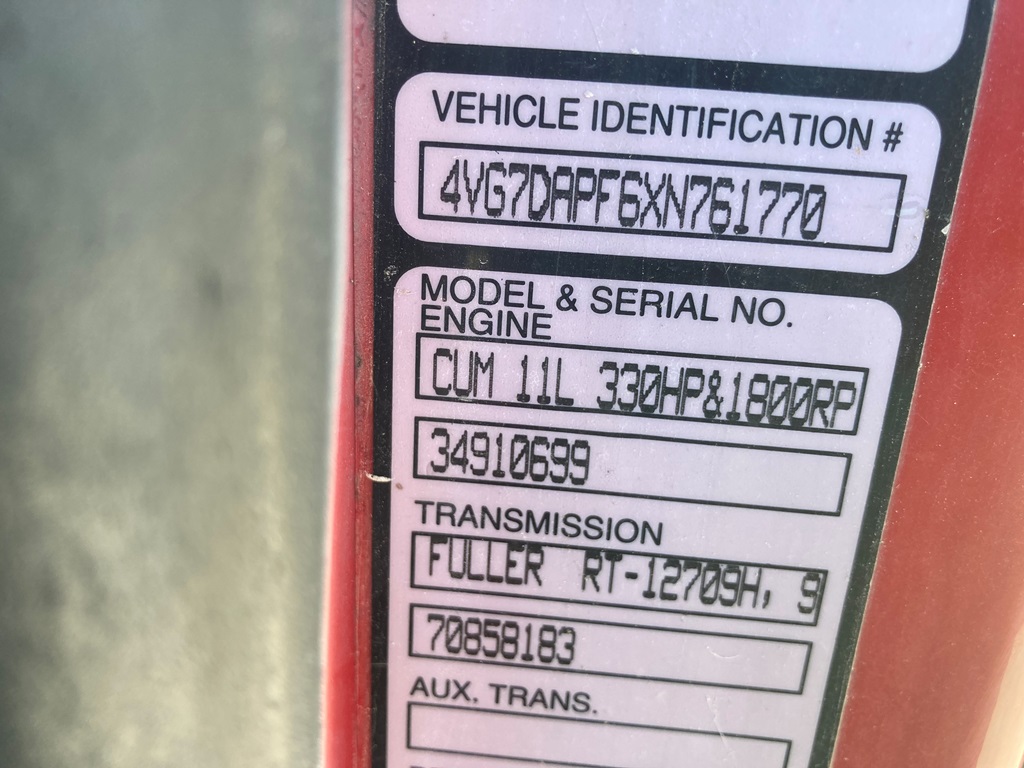 VEHICLE IDENTIFICATION #
4VG7DAPF6XN761770
MODEL & SERIAL NO.
ENGINE
CUM 11L 330HP&1800RP
34910699
TRANSMISSION
FULLER RT-12709H, 9
70858183
AUX. TRANS.